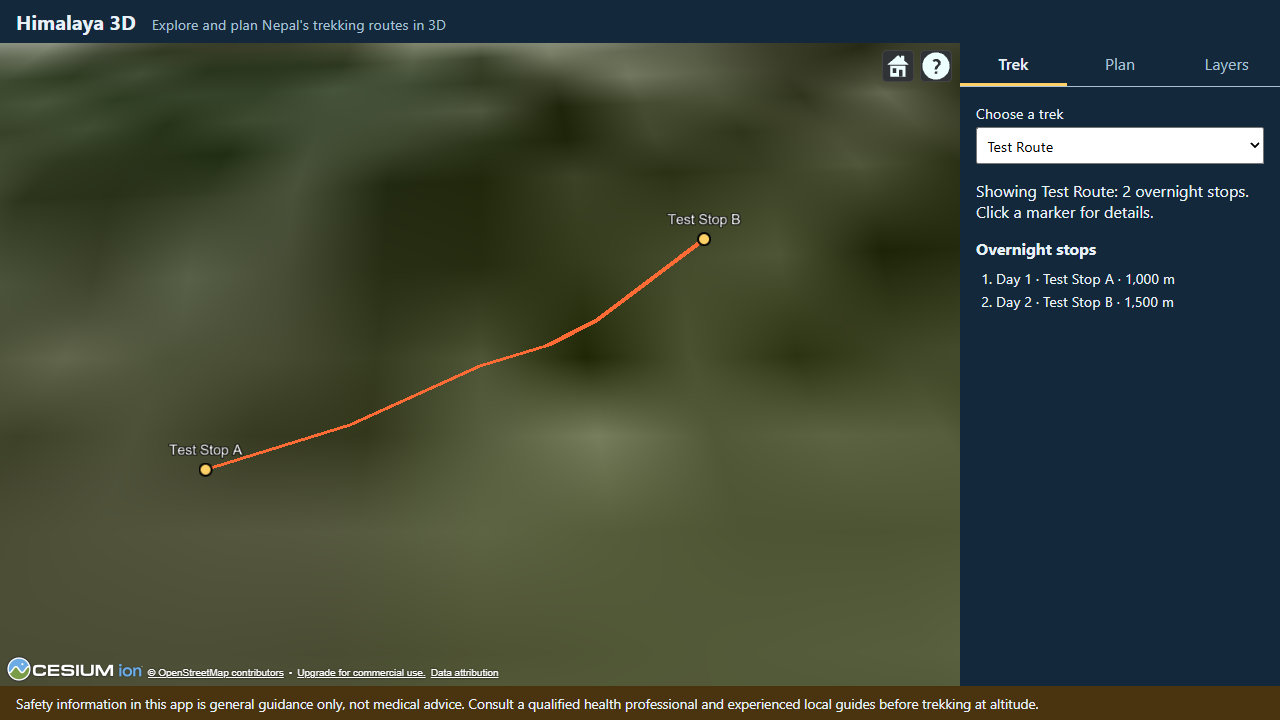 Himalaya 3D Explore and plan Nepal's trekking routes in 3D
Trek Plan Layers
Choose a trek
Test Route
Showing Test Route: 2 overnight stops.
Click a marker for details.
Overnight stops
1. Day 1 · Test Stop A · 1,000 m
2. Day 2 · Test Stop B · 1,500 m
?
Test Stop B
Test Stop A
CESIUM ion © OpenStreetMap contributors • Upgrade for commercial use. Data attribution
Safety information in this app is general guidance only, not medical advice. Consult a qualified health professional and experienced local guides before trekking at altitude.